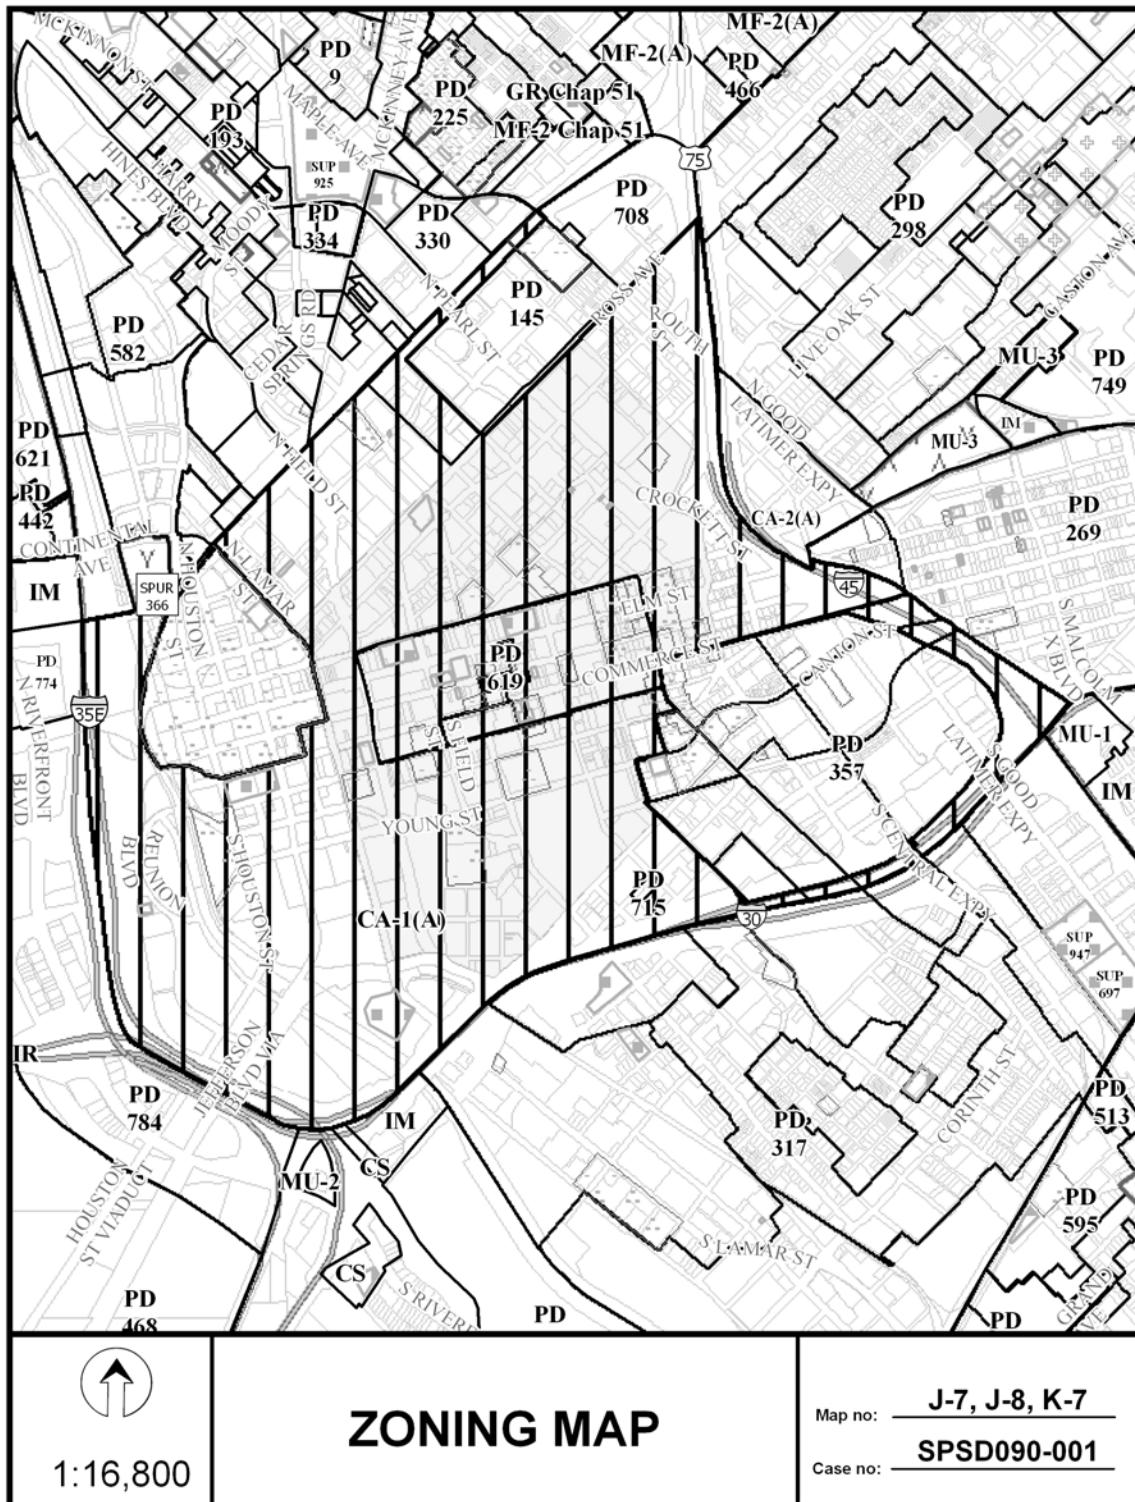 MCKINNON ST
PD
9
MCKINNEY AVE
MF-2(A)
MF-2(A)
PD
466
GR Chap 51
MF-2 Chap 51
PD
225
MAPLE AVE
PD
193
HARRY
HINES BLVD
MOODY
ST
SUP
925
PD
334
PD
330
75
PD
708
PD
298
GASTON AVE
LIVE OAK ST
MU-3
PD
749
IM
MU-3
PD
145
N PEARL ST
ROSS AVE
ROUTH
ST
CEDAR
SPRINGS RD
PD
582
N GOOD
LATIMER EXPY
PD
621
PD
442
CONTINENTAL
AVE
N FIELD ST
CROCKETT ST
CA-2(A)
PD
269
IM
SPUR
366
N HOUSTON
ST
N LAMAR
ST
45
ELM ST
COMMERCE ST
CANTON ST
S MALCOLM
X BLVD
PD
774
N RIVERFRONT
BLVD
35E
PD
619
S FIELD
ST
PD
357
S GOOD
LATIMER EXPY
MU-1
IM
YOUNG ST
REUNION
BLVD
S HOUSTON ST
S CENTRAL EXPY
PD
715
30
CA-1(A)
SUP
947
SUP
697
IR
JEFFERSON
BLVD VIA
PD
784
IM
CORINTH ST
PD
513
PD
317
CS
MU-2
HOUSTON
ST VIADUCT
PD
595
S LAMAR ST
CS
S RIVERF
GRAND
AVE
PD
468
PD
PD
1:16,800
ZONING MAP
Map no: J-7, J-8, K-7
Case no: SPSD090-001